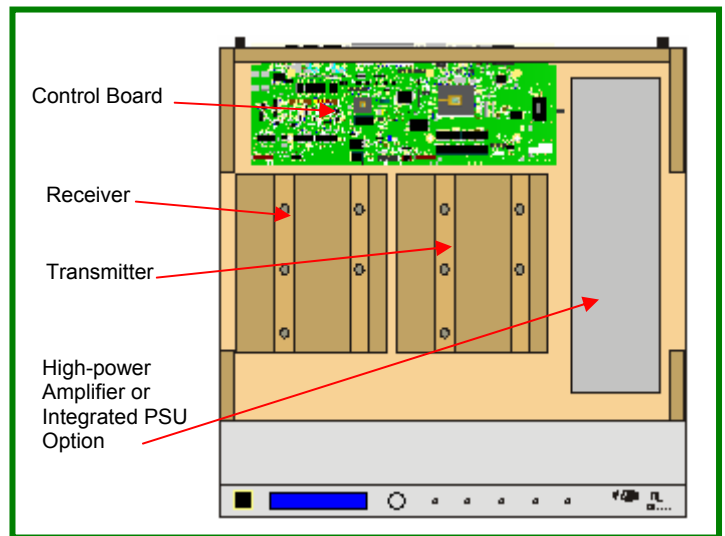 Control Board
Receiver
Transmitter
High-power
Amplifier or
Integrated PSU
Option